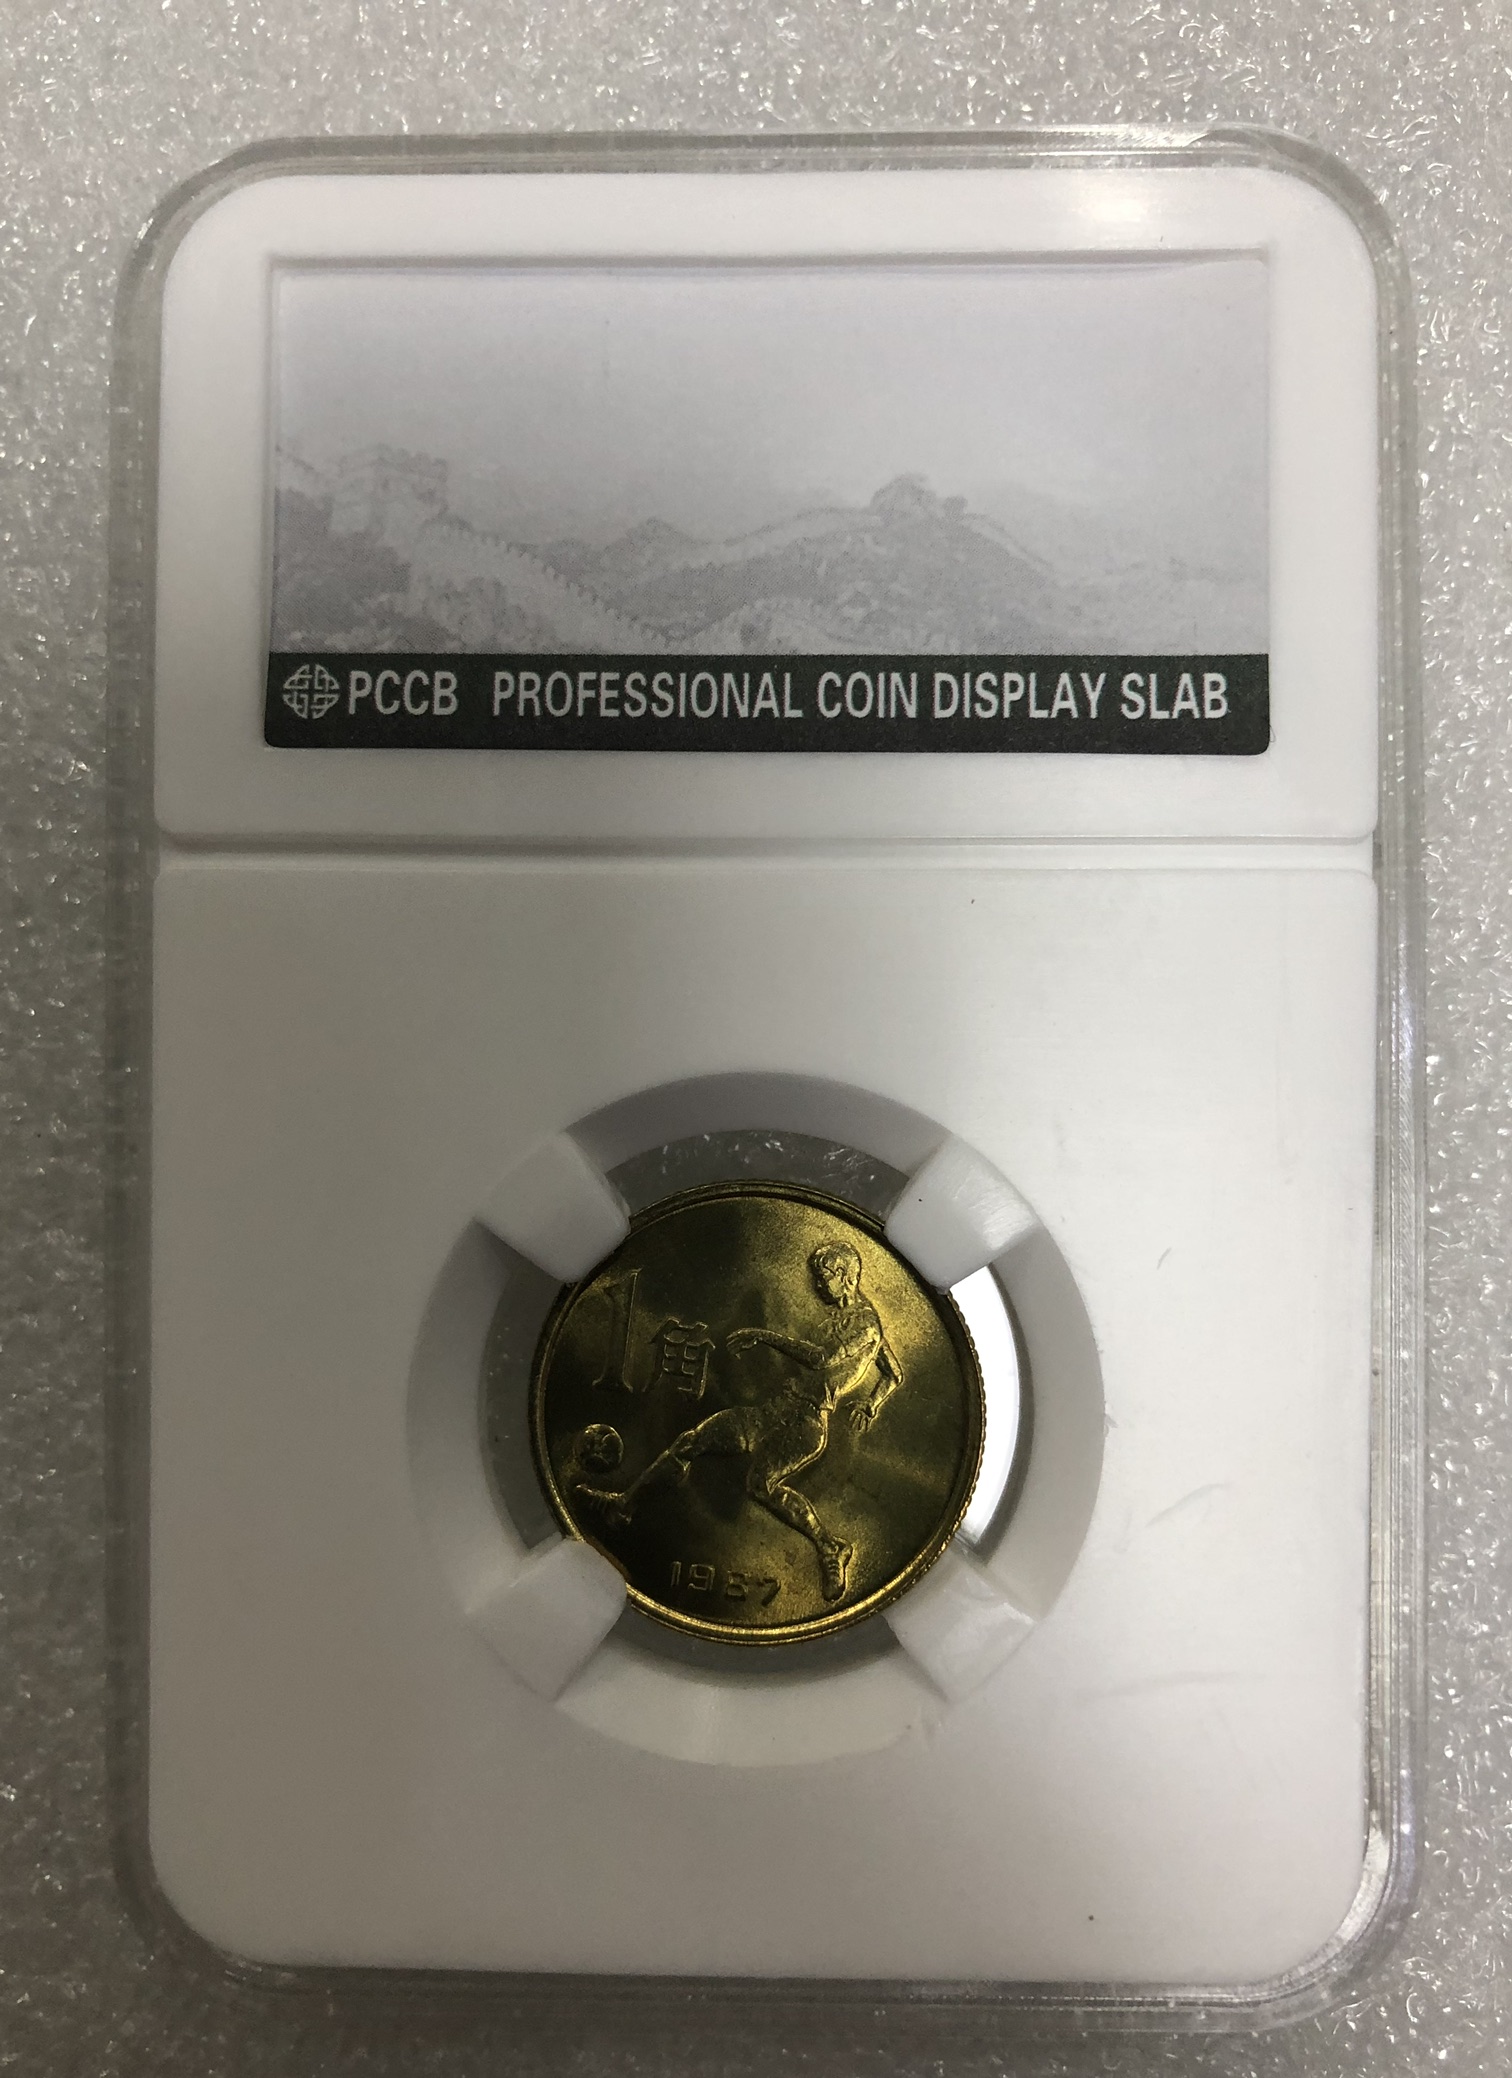 PCCB PROFESSIONAL COIN DISPLAY SLAB
1角
1987